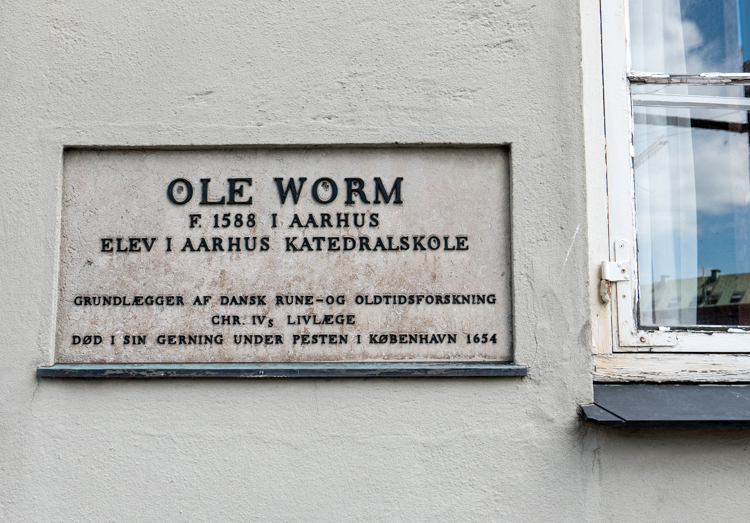 OLE WORM
F. 1588 I AARHUS
ELEV I AARHUS KATEDRALSKOLE
GRUNDLÆGGER AF DANSK RUNE-OG OLDTIDSFORSKNING
CHR. IVs LIVLÆGE
DØD I SIN GERNING UNDER PESTEN I KØBENHAVN 1654